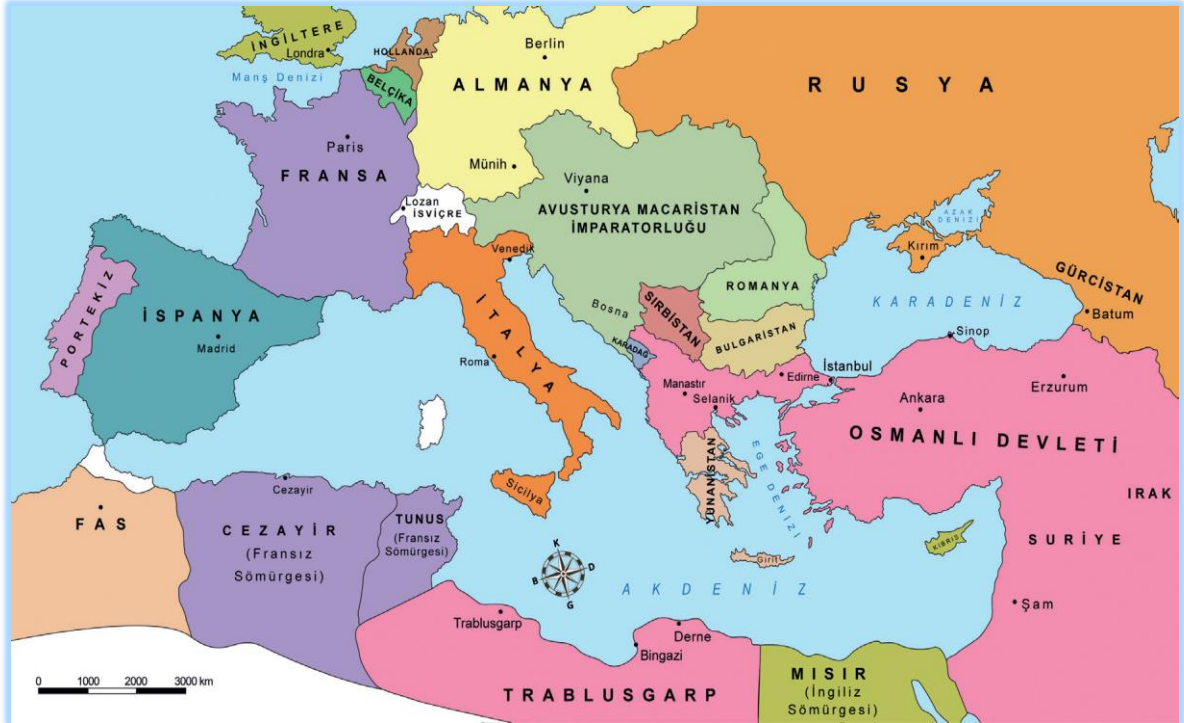 İNGİLTERE
Londra
Manş Denizi
HOLLANDA
BELÇİKA
Berlin
ALMANYA
Münih
RUSYA
Paris
FRANSA
Lozan
İSVİÇRE
Viyana
AVUSTURYA MACARİSTAN
İMPARATORLUĞU
Venedik
İTALYA
Roma
Sicilya
Bosna
SIRBİSTAN
KARADAĞ
ROMANYA
BULGARİSTAN
AZAK
DENİZİ
Kırım
KARADENİZ
GÜRCİSTAN
Batum
Sinop
PORTEKİZ
İSPANYA
Madrid
Manastır
Selanik
Edirne
İstanbul
Ankara
Erzurum
OSMANLI DEVLETİ
YUNANİSTAN
EGE DENİZİ
IRAK
SURİYE
Şam
KIBRIS
Girit
FAS
Cezayir
CEZAYİR
(Fransız
Sömürgesi)
TUNUS
(Fransız
Sömürgesi)
K
B
D
G
AKDENİZ
Trablusgarp
Derne
Bingazi
TRABLUSGARP
MISIR
(İngiliz
Sömürgesi)
0 1000 2000 3000 km